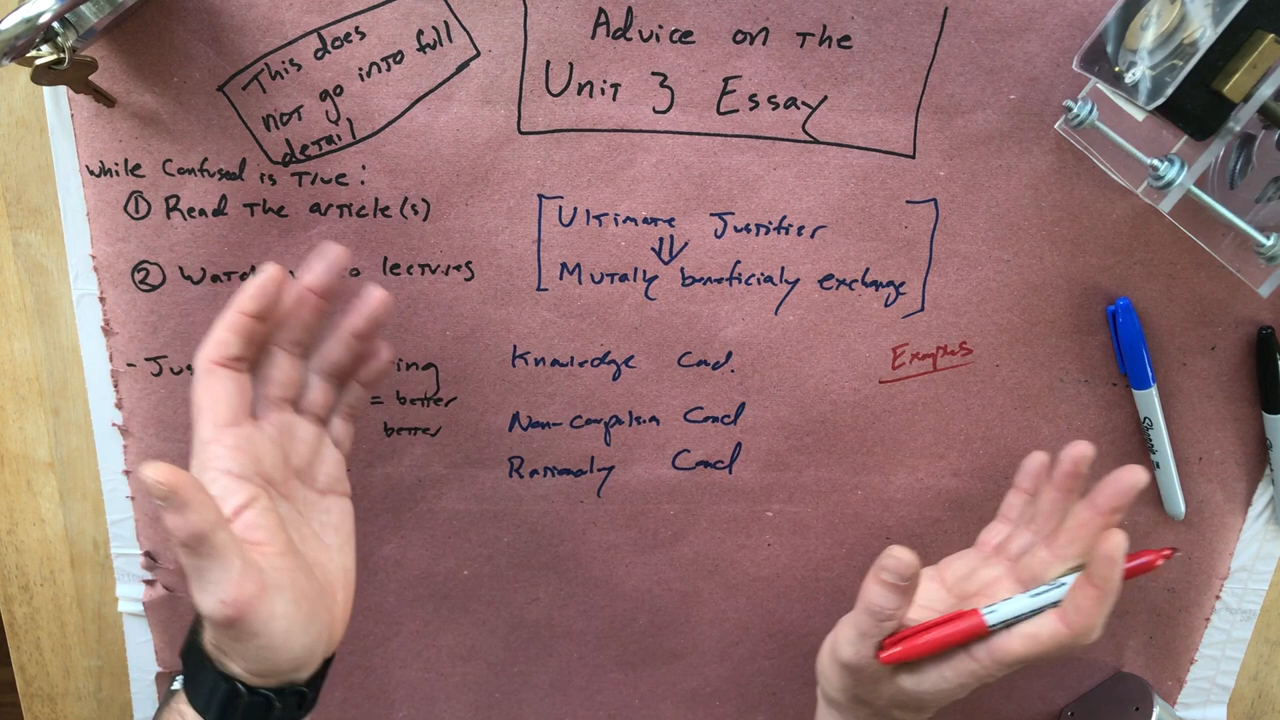 This does
not go into full
detail
Advice on The
Unit 3 Essay
While Confused is True:
① Read The article(s)
② lectures
Ultimate Justifier
⇓
Mutally beneficialy exchange
- ing
= better
better
Knowledge Cond.
Non-compulsion Cond
Rationaly Cond
Examples
Sharpie